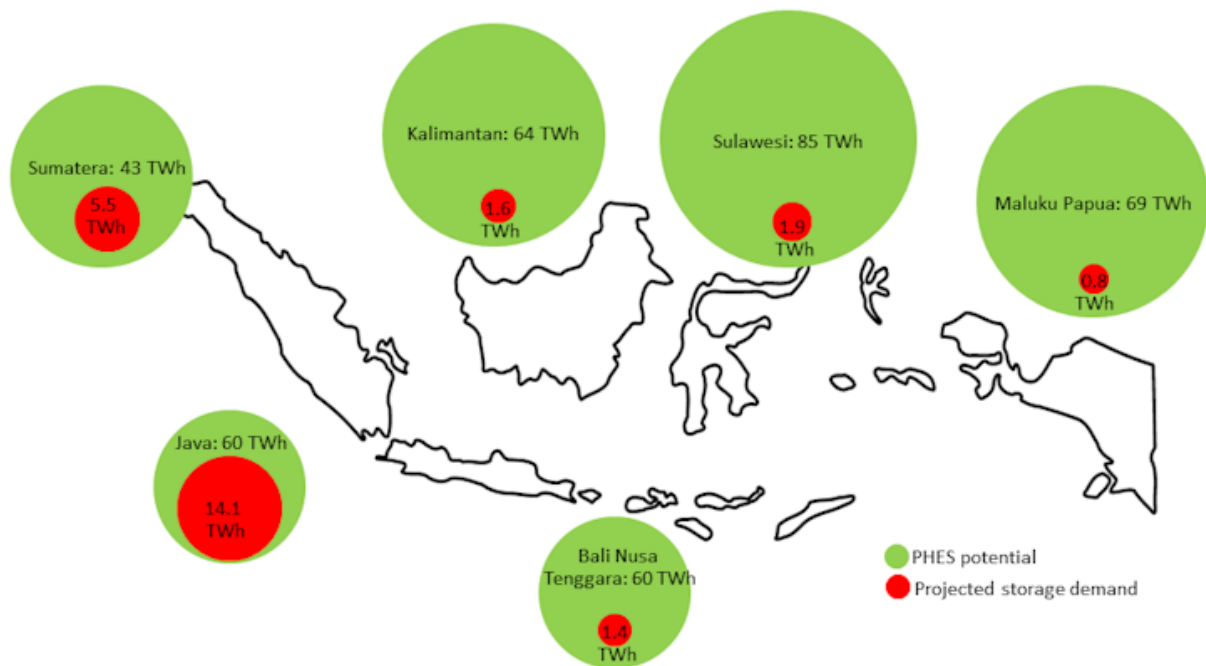 Sumatera: 43 TWh
5.5
TWh
Kalimantan: 64 TWh
1.6
TWh
Sulawesi: 85 TWh
1.9
TWh
Maluku Papua: 69 TWh
0.8
TWh
Java: 60 TWh
14.1
TWh
Bali Nusa
Tenggara: 60 TWh
1.4
TWh
PHES potential
Projected storage demand